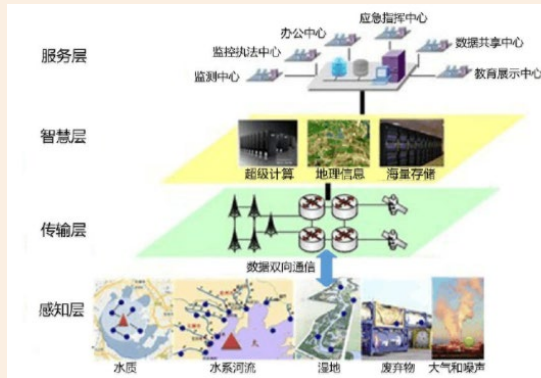 应急指挥中心
办公中心
服务层
监控执法中心
数据共享中心
监测中心
教育展示中心
智慧层
超级计算
地理信息
海量存储
传输层
数据双向通信
感知层
水质
水系河流
湿地
废弃物
大气和噪声